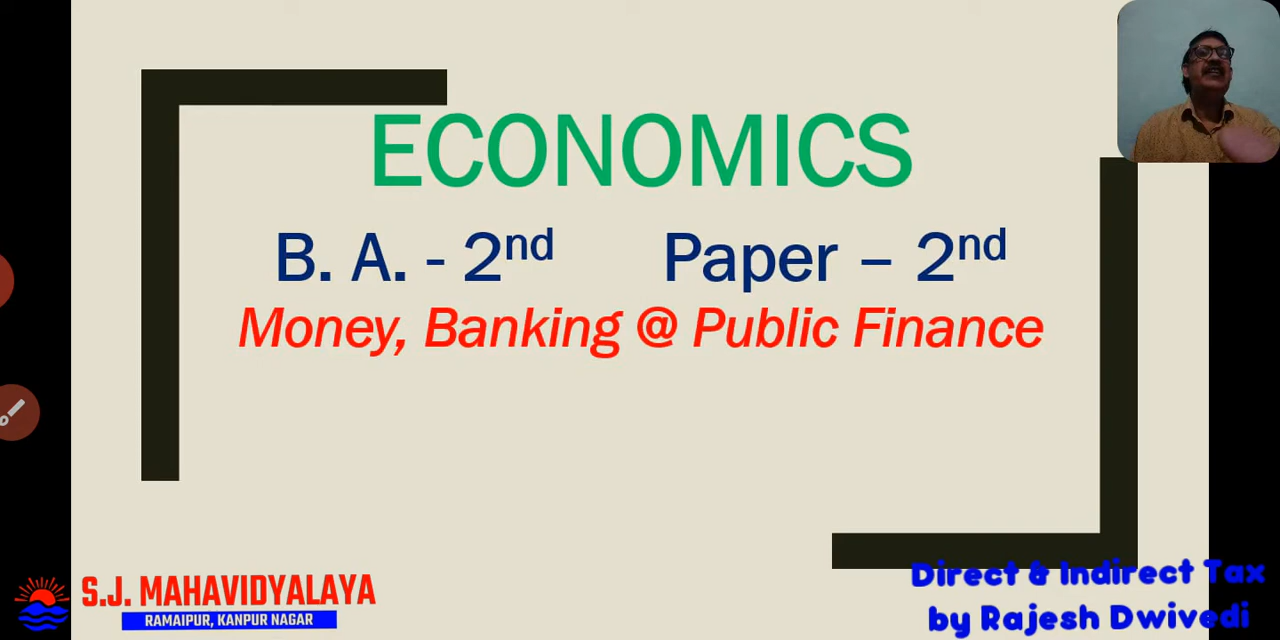 ECONOMICS
B. A. - 2nd Paper – 2nd
Money, Banking @ Public Finance
S.J. MAHAVIDYALAYA
RAMAIPUR, KANPUR NAGAR
Direct & Indirect Tax
by Rajesh Dwivedi